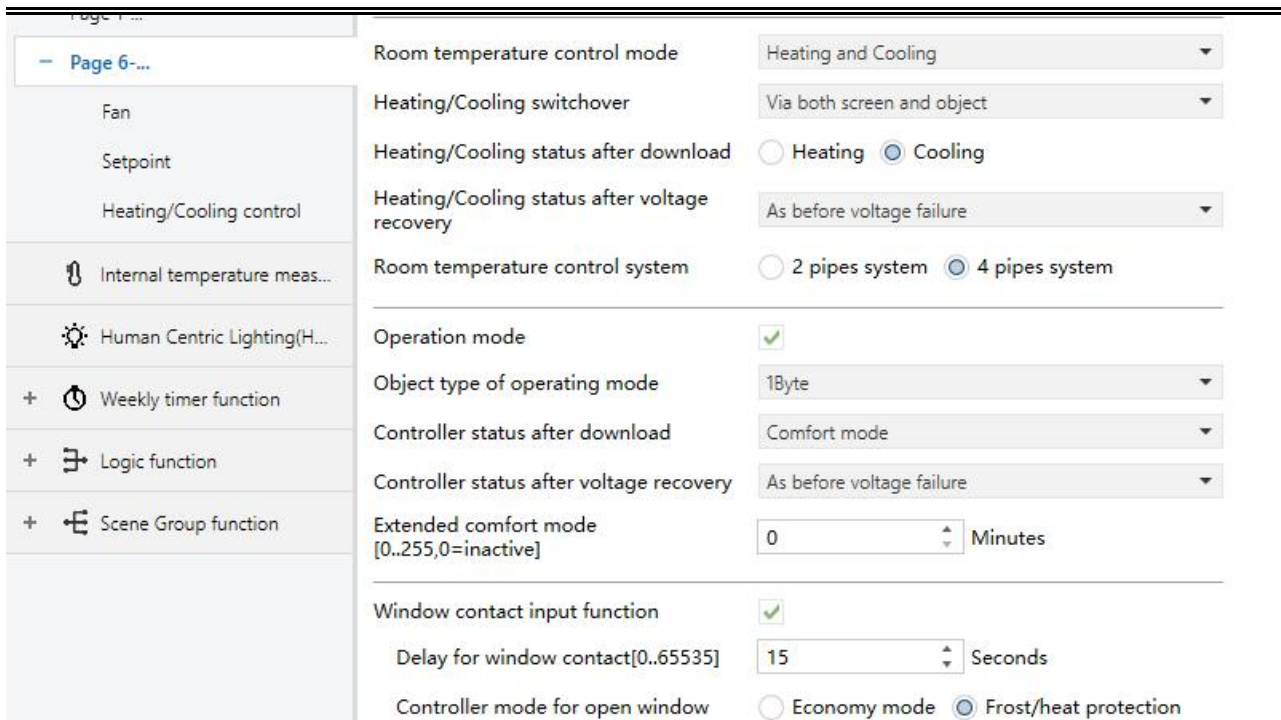 Page 6-...
Fan
Setpoint
Heating/Cooling control
Internal temperature meas...
Human Centric Lighting(H...
Weekly timer function
Logic function
Scene Group function
Room temperature control mode Heating and Cooling
Heating/Cooling switchover Via both screen and object
Heating/Cooling status after download Heating Cooling
Heating/Cooling status after voltage
recovery As before voltage failure
Room temperature control system 2 pipes system 4 pipes system
Operation mode
Object type of operating mode 1Byte
Controller status after download Comfort mode
Controller status after voltage recovery As before voltage failure
Extended comfort mode
[0..255,0=inactive] 0 Minutes
Window contact input function
Delay for window contact[0..65535] 15 Seconds
Controller mode for open window Economy mode Frost/heat protection